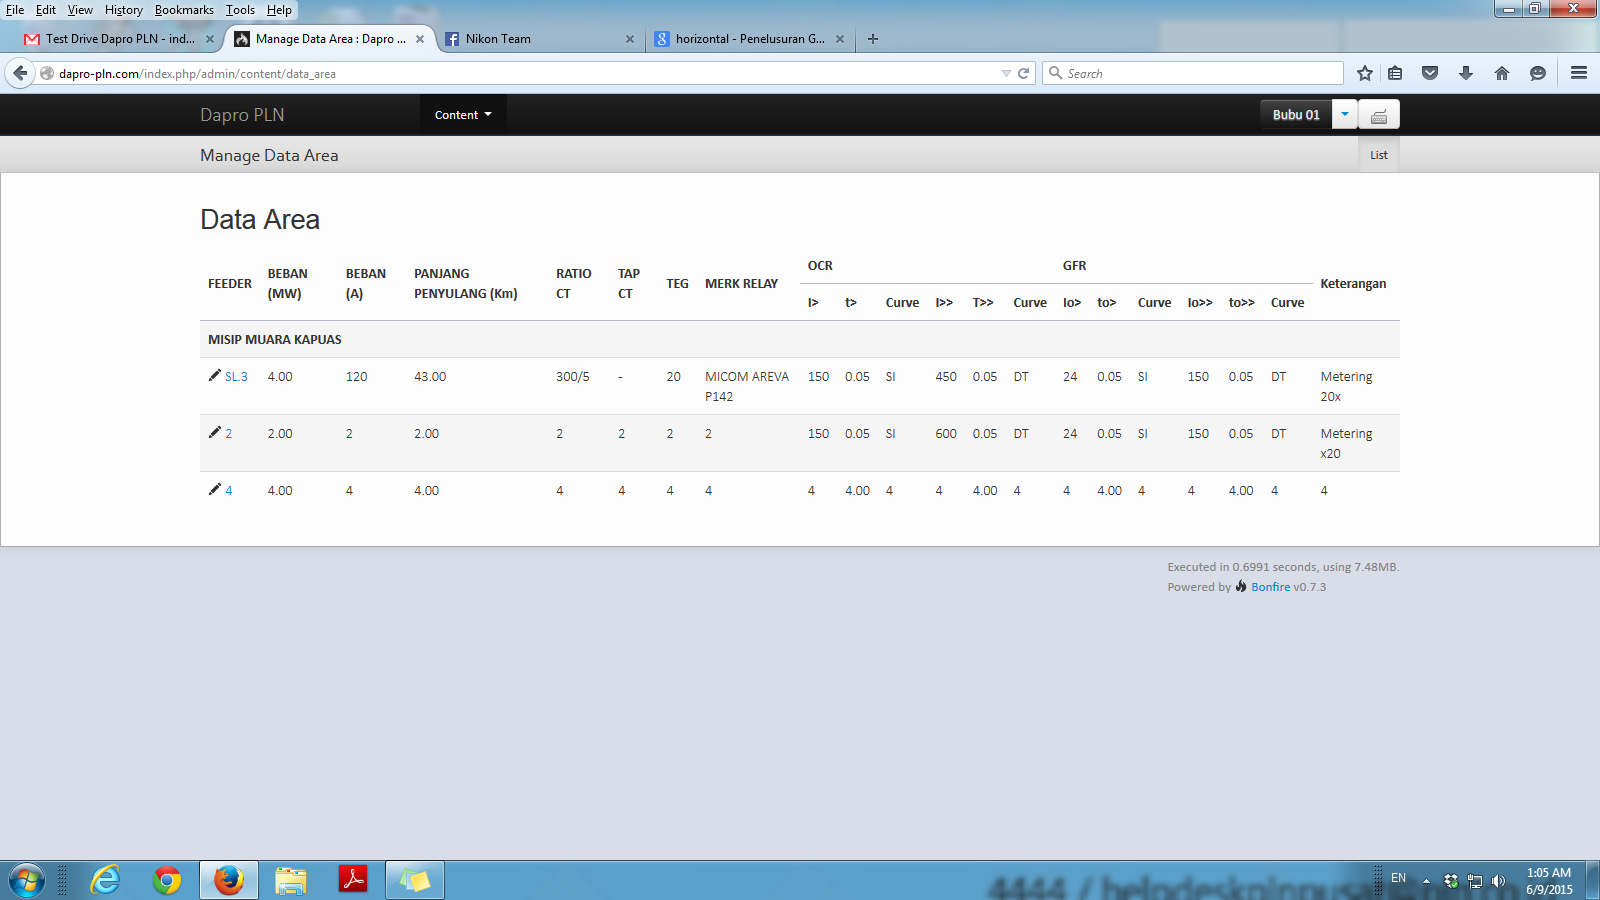 File Edit View History Bookmarks Tools Help
Test Drive Dapro PLN - ind... Manage Data Area : Dapro ... Nikon Team horizontal - Penelusuran G...
dapro-pln.com/index.php/admin/content/data_area Search
Dapro PLN Content Bubu 01
Manage Data Area List
Data Area
FEEDER BEBAN (MW) BEBAN (A) PANJANG PENYULANG (Km) RATIO CT TAP CT TEG MERK RELAY OCR GFR Keterangan
I> t> Curve I>> T>> Curve Io> to> Curve Io>> to>> Curve
MISIP MUARA KAPUAS
SL.3 4.00 120 43.00 300/5 - 20 MICOM AREVA P142 150 0.05 SI 450 0.05 DT 24 0.05 SI 150 0.05 DT Metering 20x
2 2.00 2 2.00 2 2 2 2 150 0.05 SI 600 0.05 DT 24 0.05 SI 150 0.05 DT Metering x20
4 4.00 4 4.00 4 4 4 4 4 4.00 4 4 4.00 4 4 4.00 4 4 4.00 4 4
Executed in 0.6991 seconds, using 7.48MB.
Powered by Bonfire v0.7.3
EN 1:05 AM
6/9/2015